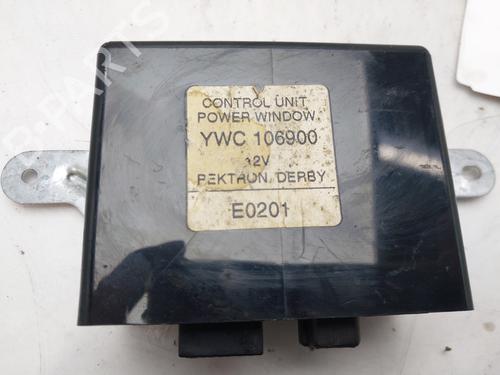 CONTROL UNIT
POWER WINDOW
YWC 106900
12V
PEKTRON DERBY
E0201